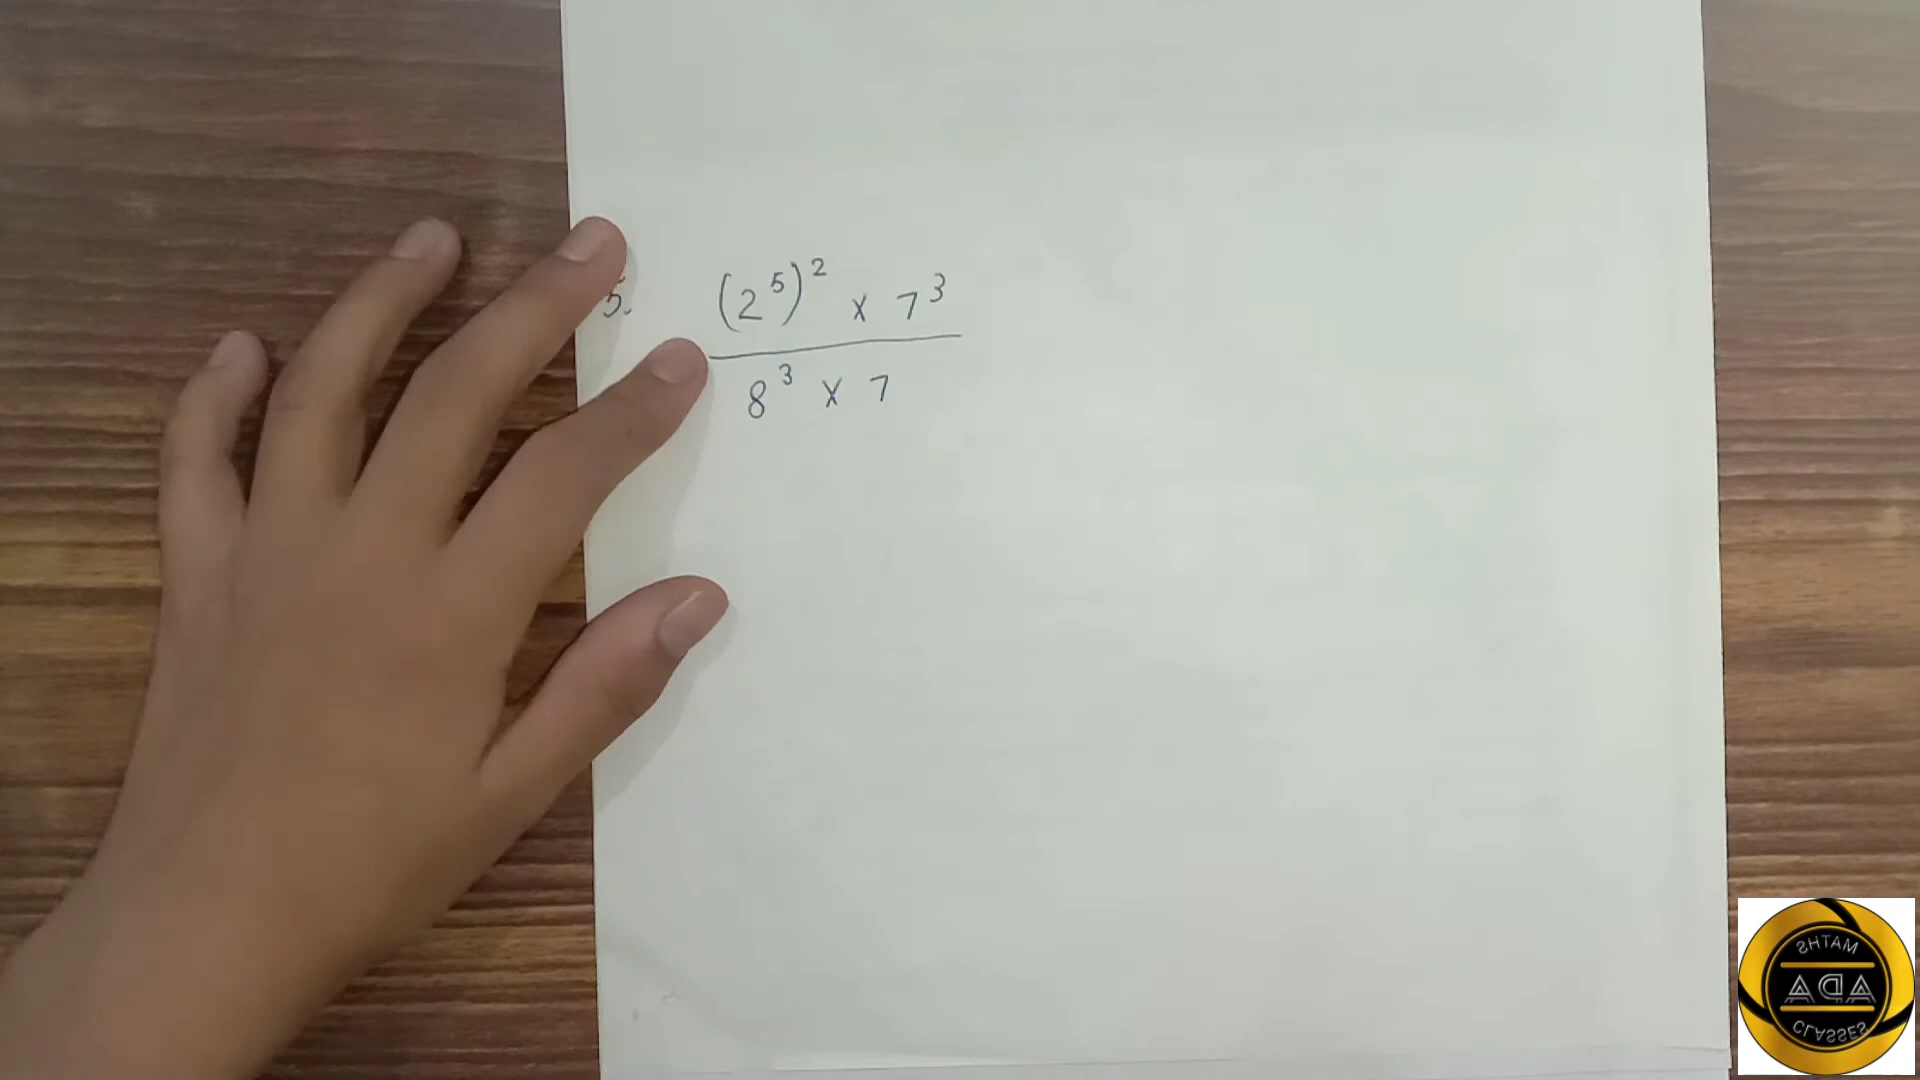 5. (2⁵)² x 7³
8³ x 7
MATHS
ADA
CLASSES